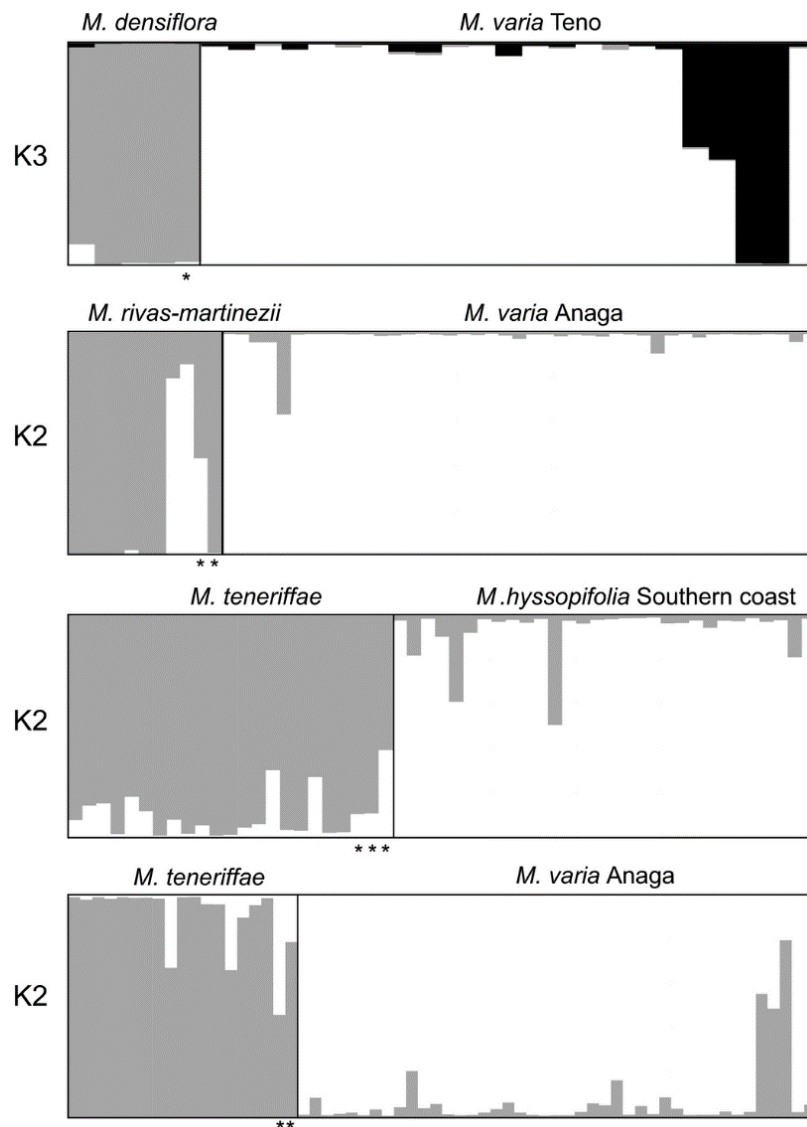 M. densiflora M. varia Teno
K3
*
M. rivas-martinezii M. varia Anaga
K2
* *
M. teneriffae M.hyssopifolia Southern coast
K2
* * *
M. teneriffae M. varia Anaga
K2
**